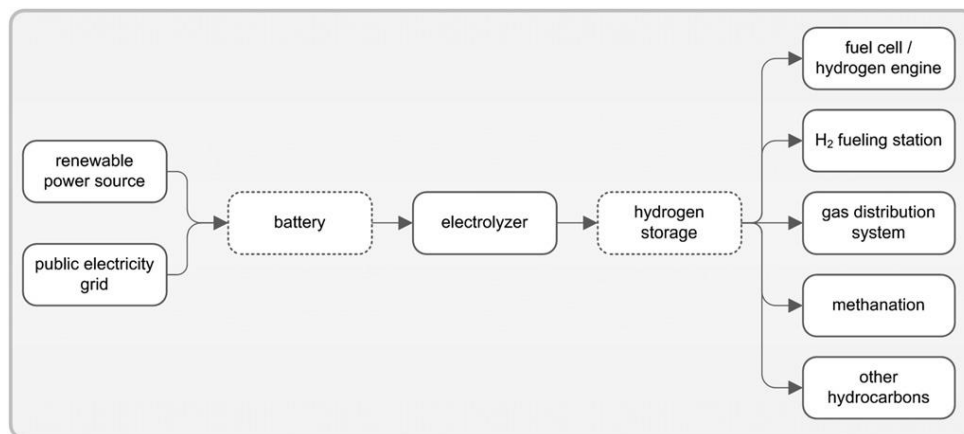 renewable
power source
public electricity
grid
battery
electrolyzer
hydrogen
storage
fuel cell /
hydrogen engine
H₂ fueling station
gas distribution
system
methanation
other
hydrocarbons